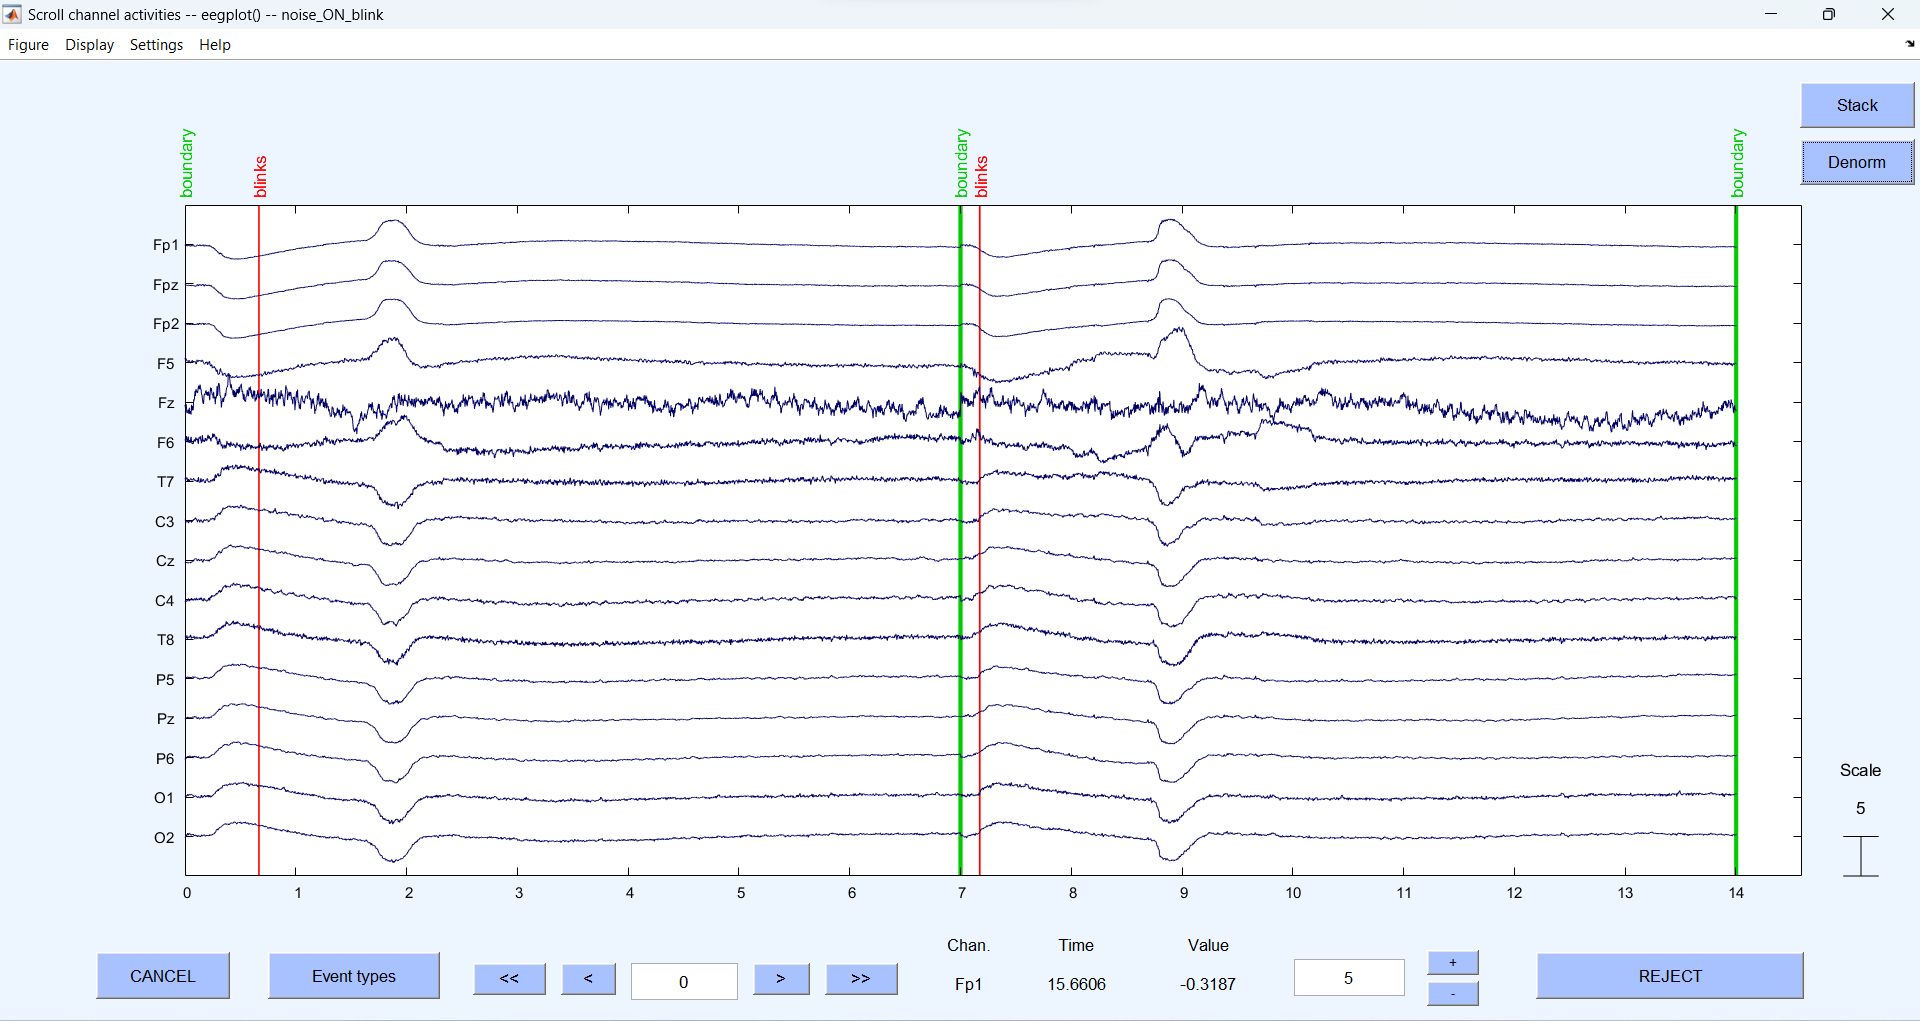 Scroll channel activities -- eegplot() -- noise_ON_blink
Figure Display Settings Help
Stack
Denorm
boundary
blinks
boundary
blinks
boundary
Fp1
Fpz
Fp2
F5
Fz
F6
T7
C3
Cz
C4
T8
P5
Pz
P6
O1
O2
0 1 2 3 4 5 6 7 8 9 10 11 12 13 14
Scale
5
Chan. Time Value
Fp1 15.6606 -0.3187
CANCEL Event types << < 0 > >> 5 + - REJECT